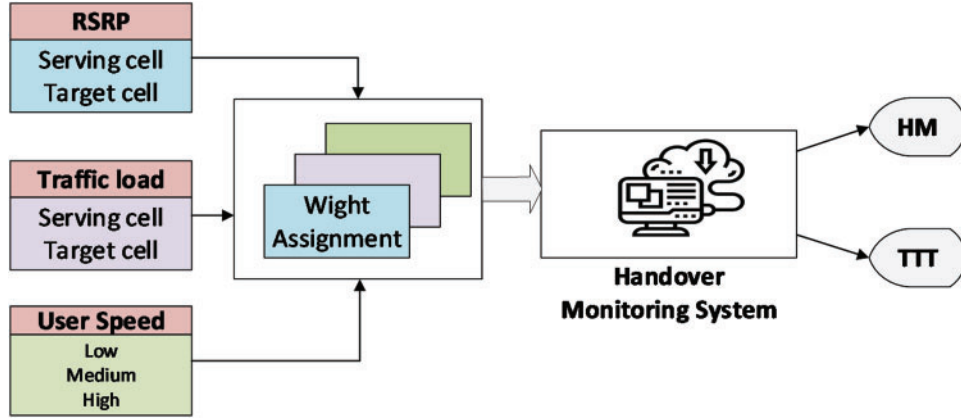 RSRP
Serving cell
Target cell
Traffic load
Serving cell
Target cell
User Speed
Low
Medium
High
Wight
Assignment
Handover
Monitoring System
HM
TTT